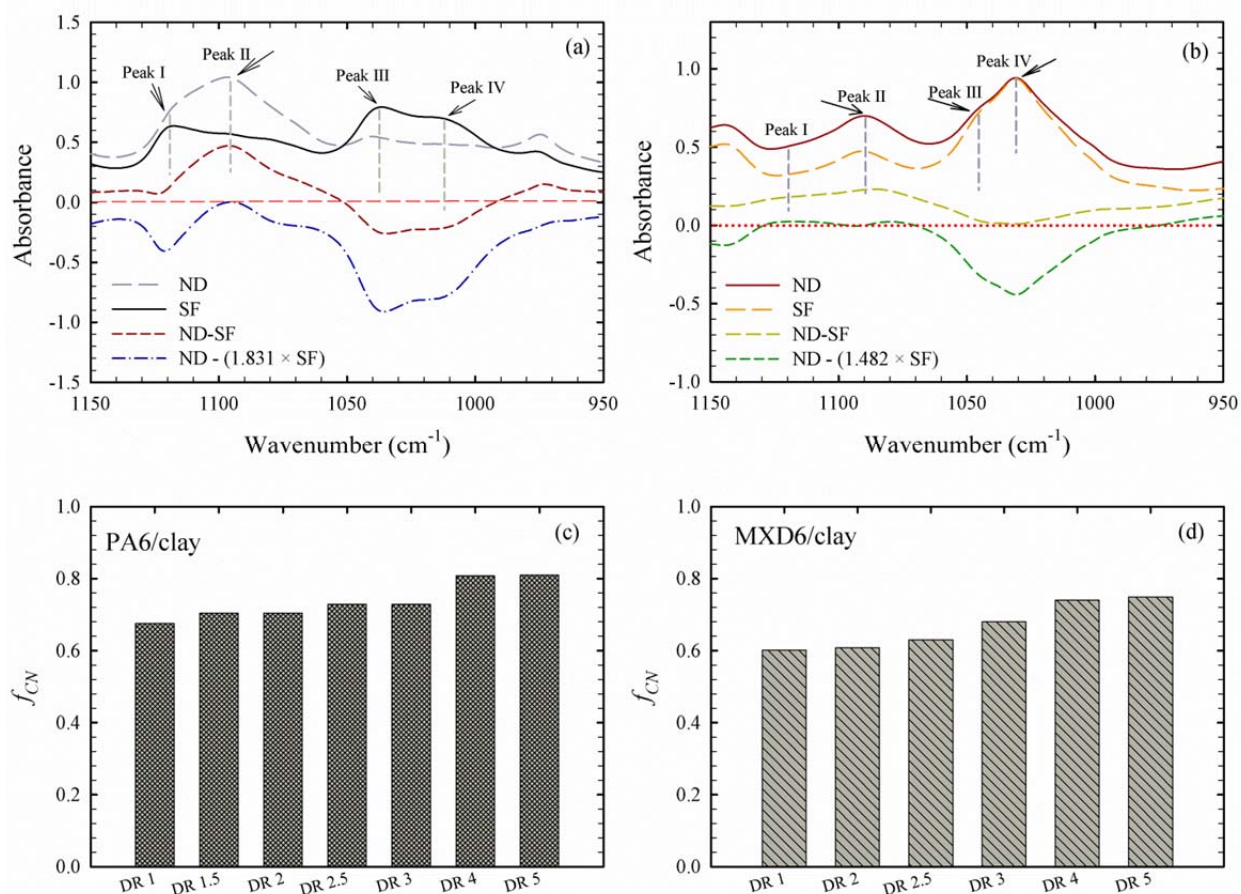 (a)
1.5
1.0
0.5
0.0
-0.5
-1.0
-1.5
Absorbance
Peak I
Peak II
Peak III
Peak IV
ND
SF
ND-SF
ND - (1.831 × SF)
1150 1100 1050 1000 950
Wavenumber (cm⁻¹)
(b)
1.0
0.5
0.0
-0.5
-1.0
Absorbance
Peak I
Peak II
Peak III
Peak IV
ND
SF
ND-SF
ND - (1.482 × SF)
1150 1100 1050 1000 950
Wavenumber (cm⁻¹)
PA6/clay
(c)
1.0
0.8
0.6
0.4
0.2
0.0
f_CN
DR 1 DR 1.5 DR 2 DR 2.5 DR 3 DR 4 DR 5
MXD6/clay
(d)
1.0
0.8
0.6
0.4
0.2
0.0
f_CN
DR 1 DR 2 DR 2.5 DR 3 DR 4 DR 5